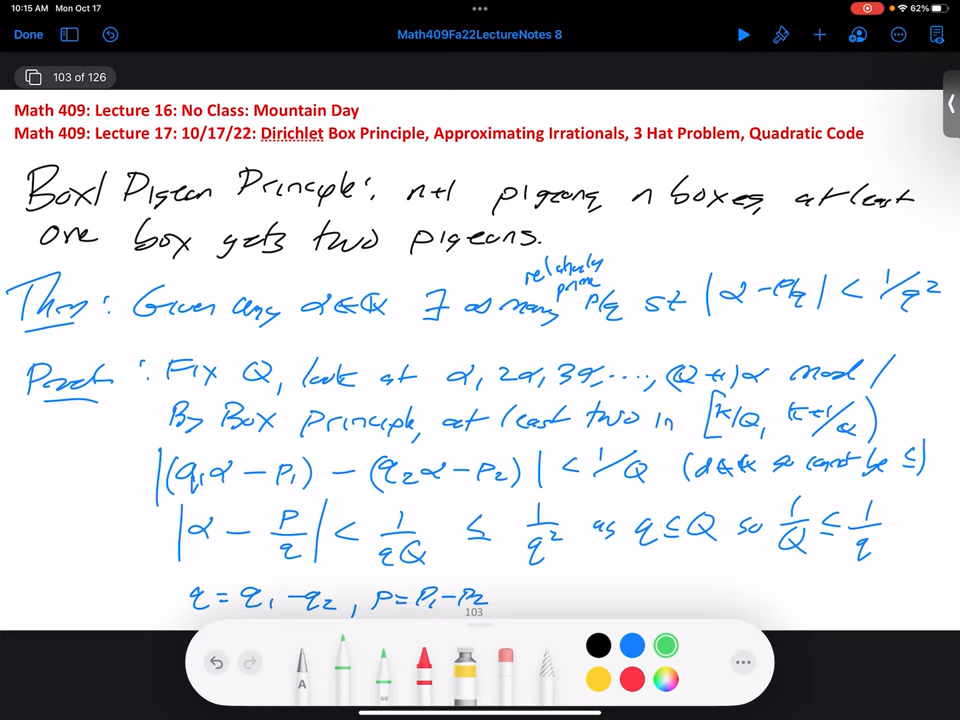 10:15 AM Mon Oct 17
62%
Done
Math409Fa22LectureNotes 8
103 of 126
Math 409: Lecture 16: No Class: Mountain Day
Math 409: Lecture 17: 10/17/22: Dirichlet Box Principle, Approximating Irrationals, 3 Hat Problem, Quadratic Code
Box/ Pigeon Principle: n+1 pigeons, n boxes, at least
one box gets two pigeons.
relatively
prime
Thm: Given any α∉ℚ ∃ ∞ many p/q st |α - p/q| < 1/q²
Proof: Fix Q, look at α, 2α, 3α, ..., (Q+1)α mod 1
By Box Principle, at least two in [k/Q, k+1/Q)
|(q₁α - p₁) - (q₂α - p₂)| < 1/Q (α∉ℚ so cannot be ≤)
|α - p/q| < 1/qQ ≤ 1/q² as q ≤ Q so 1/Q ≤ 1/q
q = q₁ - q₂, p = p₁ - p₂
103
A
50